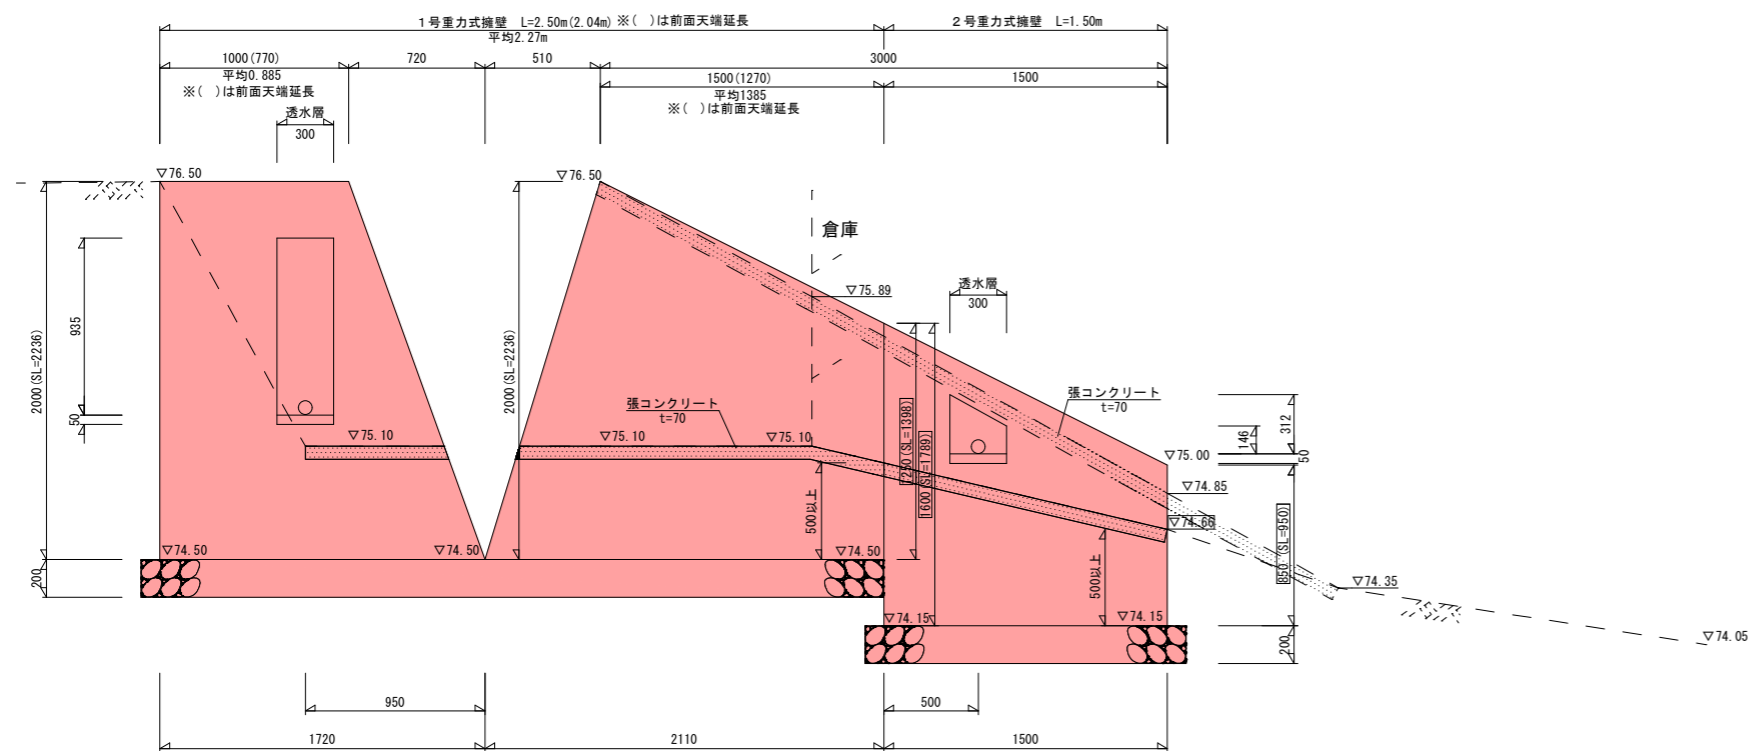 1号重力式擁壁 L=2.50m(2.04m) ※( )は前面天端延長
平均2.27m
2号重力式擁壁 L=1.50m
1000(770)
平均0.885
※( )は前面天端延長
720
510
3000
1500(1270)
平均1385
※( )は前面天端延長
1500
透水層
300
▽76.50
▽76.50
倉庫
▽75.89
透水層
300
2000(SL=2236)
935
50
2000(SL=2236)
張コンクリート
t=70
張コンクリート
t=70
▽75.10
▽75.10
▽75.10
1250(SL=1398)
1600(SL=1789)
312
146
50
▽75.00
▽74.85
▽74.66
500以上
500以上
850 (SL=950)
▽74.50
▽74.50
▽74.50
200
▽74.35
▽74.15
▽74.15
200
▽74.05
950
500
1720
2110
1500